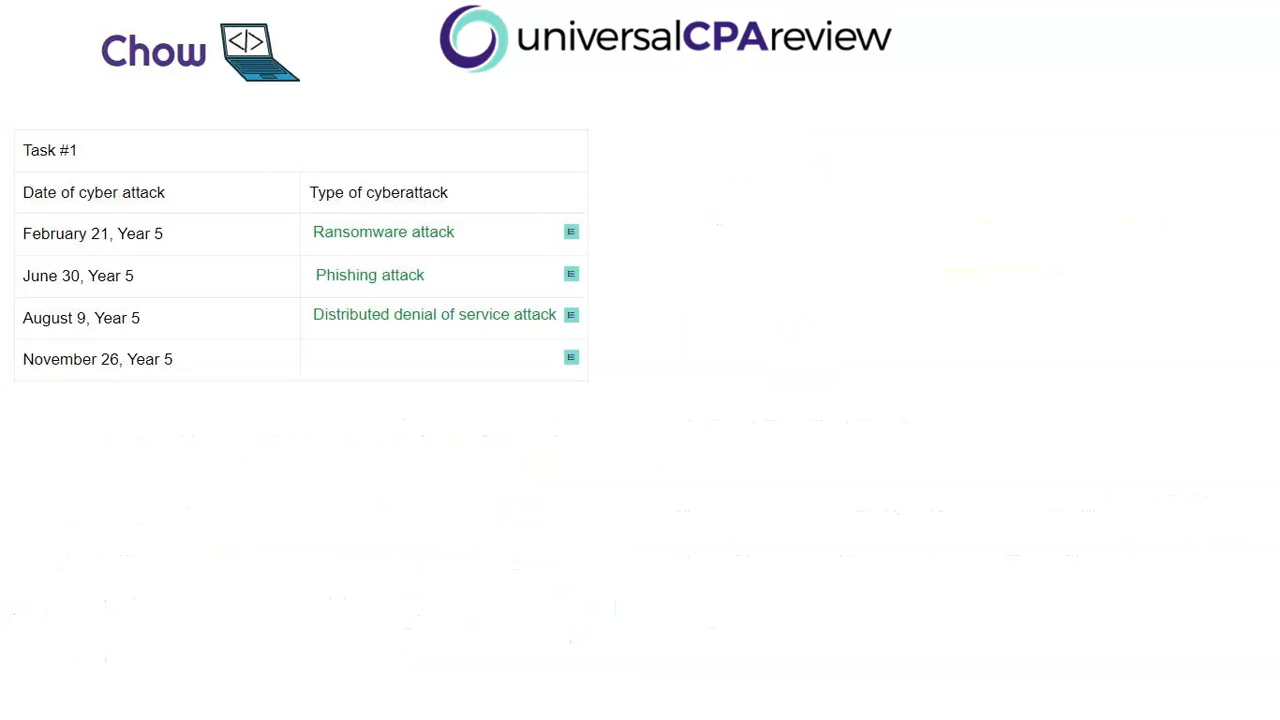 Chow </>
universalCPAreview
Task #1
Date of cyber attack Type of cyberattack
February 21, Year 5 Ransomware attack
June 30, Year 5 Phishing attack
August 9, Year 5 Distributed denial of service attack
November 26, Year 5